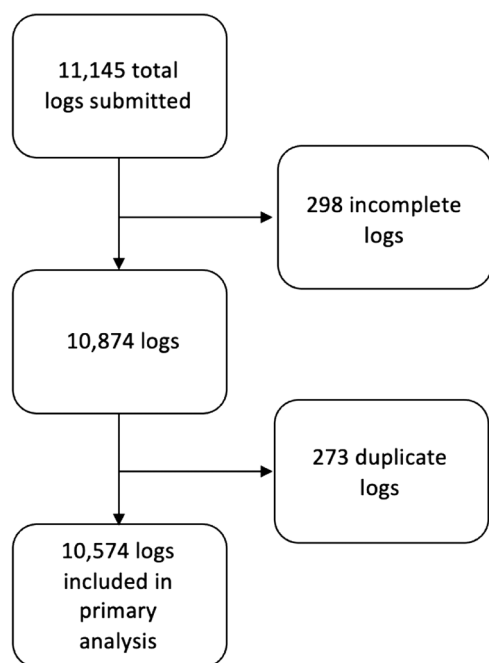 11,145 total
logs submitted
298 incomplete
logs
10,874 logs
273 duplicate
logs
10,574 logs
included in
primary
analysis